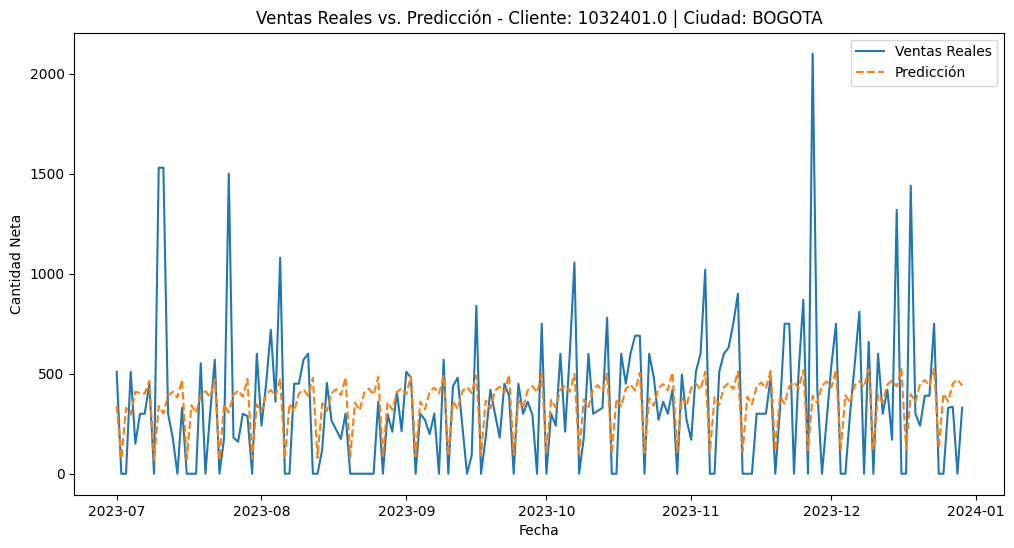 Ventas Reales vs. Predicción - Cliente: 1032401.0 | Ciudad: BOGOTA
Ventas Reales
Predicción
Cantidad Neta
2000
1500
1000
500
0
2023-07
2023-08
2023-09
2023-10
2023-11
2023-12
2024-01
Fecha